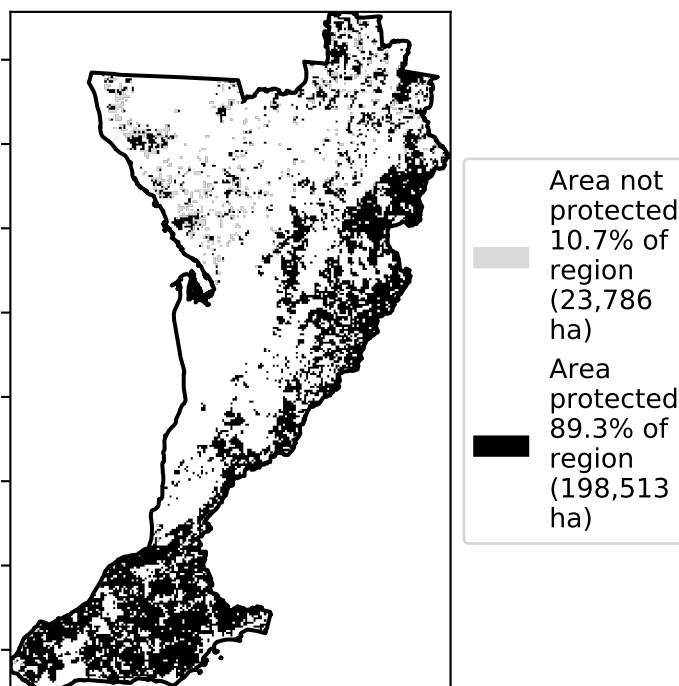 Area not
protected
10.7% of
region
(23,786
ha)
Area
protected
89.3% of
region
(198,513
ha)